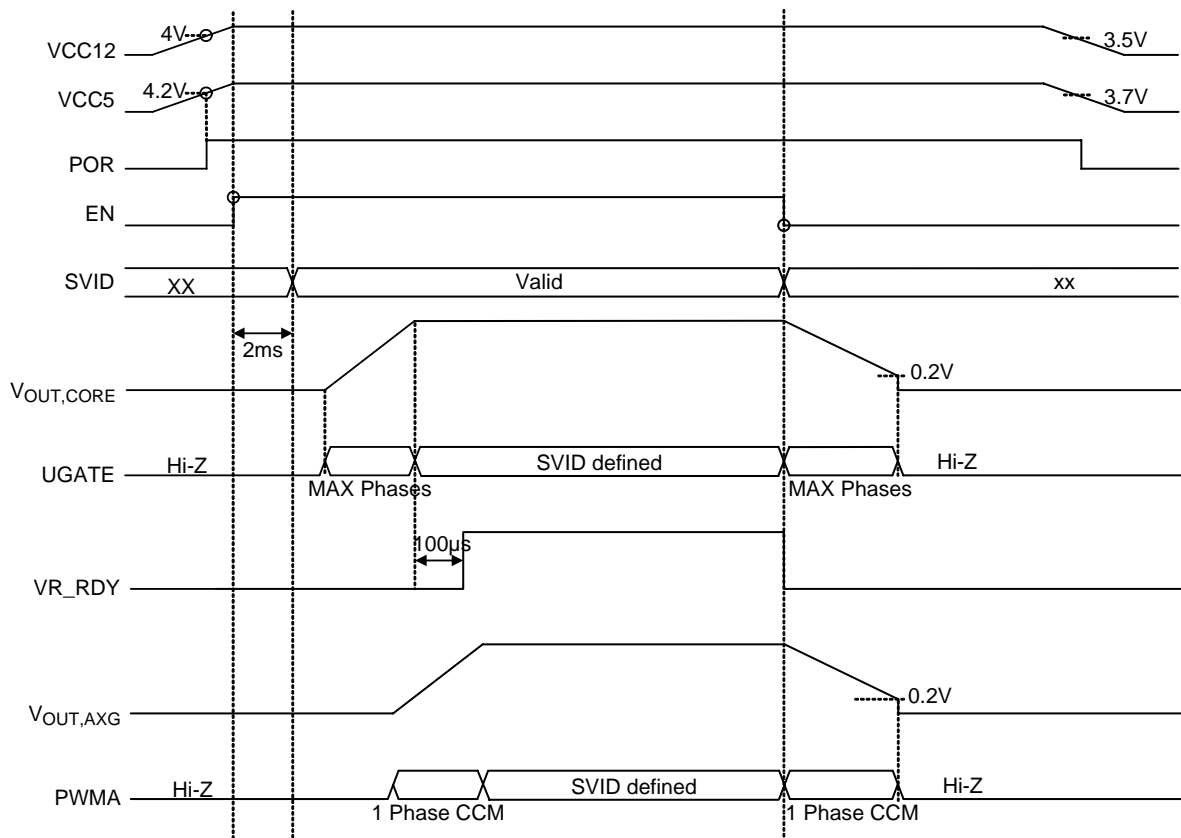 4V
VCC12
3.5V
4.2V
VCC5
3.7V
POR
EN
SVID
XX
Valid
xx
2ms
0.2V
VOUT,CORE
Hi-Z
SVID defined
Hi-Z
UGATE
MAX Phases
MAX Phases
100µs
VR_RDY
0.2V
VOUT,AXG
Hi-Z
SVID defined
Hi-Z
PWMA
1 Phase CCM
1 Phase CCM